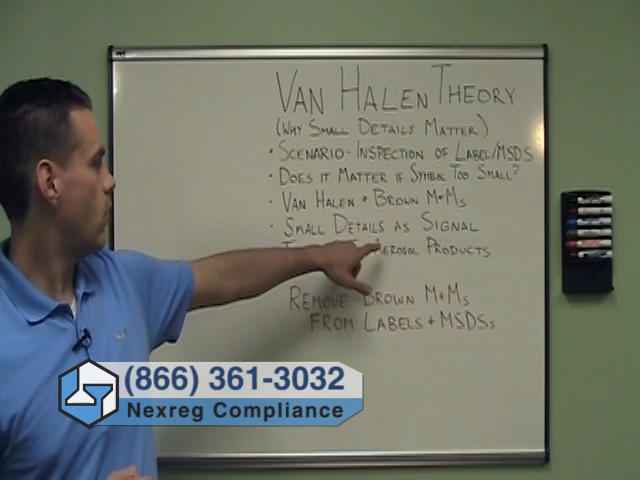 VAN HALEN THEORY
(WHY SMALL DETAILS MATTER)
• SCENARIO - INSPECTION OF LABEL/MSDS
• DOES IT MATTER IF SYMBOL TOO SMALL?
• VAN HALEN + BROWN M+Ms
• SMALL DETAILS AS SIGNAL
AEROSOL PRODUCTS
REMOVE BROWN M+Ms
FROM LABELS + MSDSs
(866) 361-3032
Nexreg Compliance